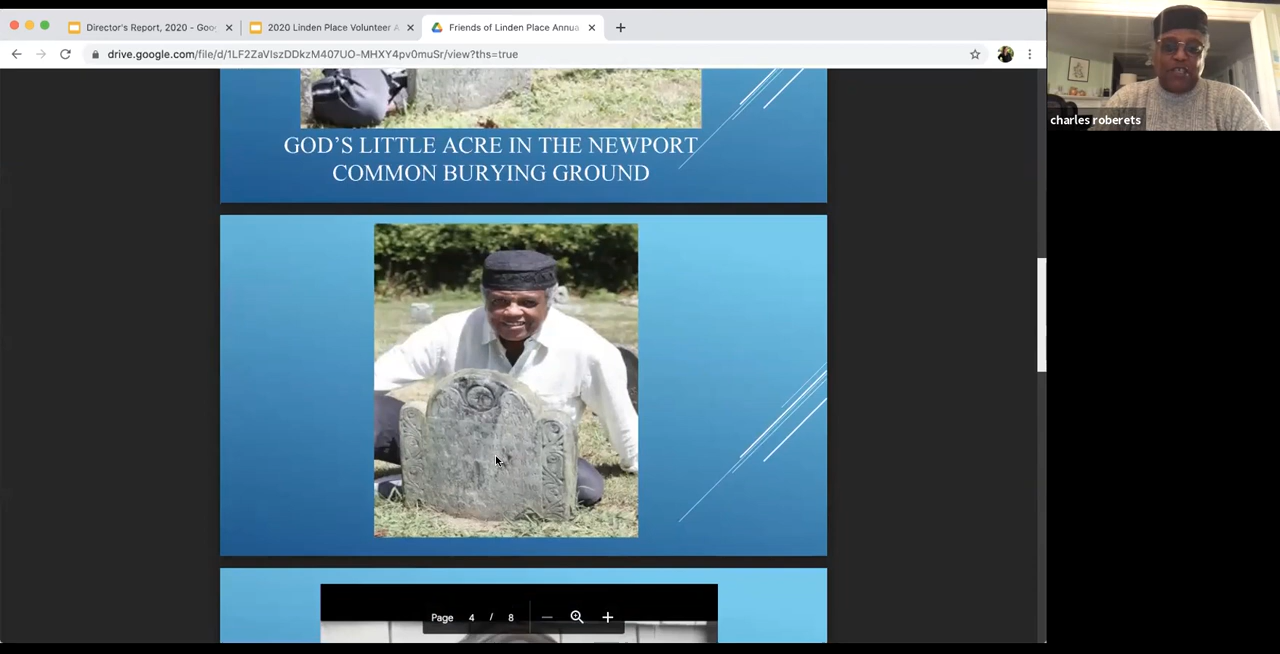 Director's Report, 2020 - Goo
2020 Linden Place Volunteer A
Friends of Linden Place Annua
drive.google.com/file/d/1LF2ZaVIszDDkzM407UO-MHXY4pv0muSr/view?ths=true
charles roberets
GOD'S LITTLE ACRE IN THE NEWPORT
COMMON BURYING GROUND
Page 4 / 8